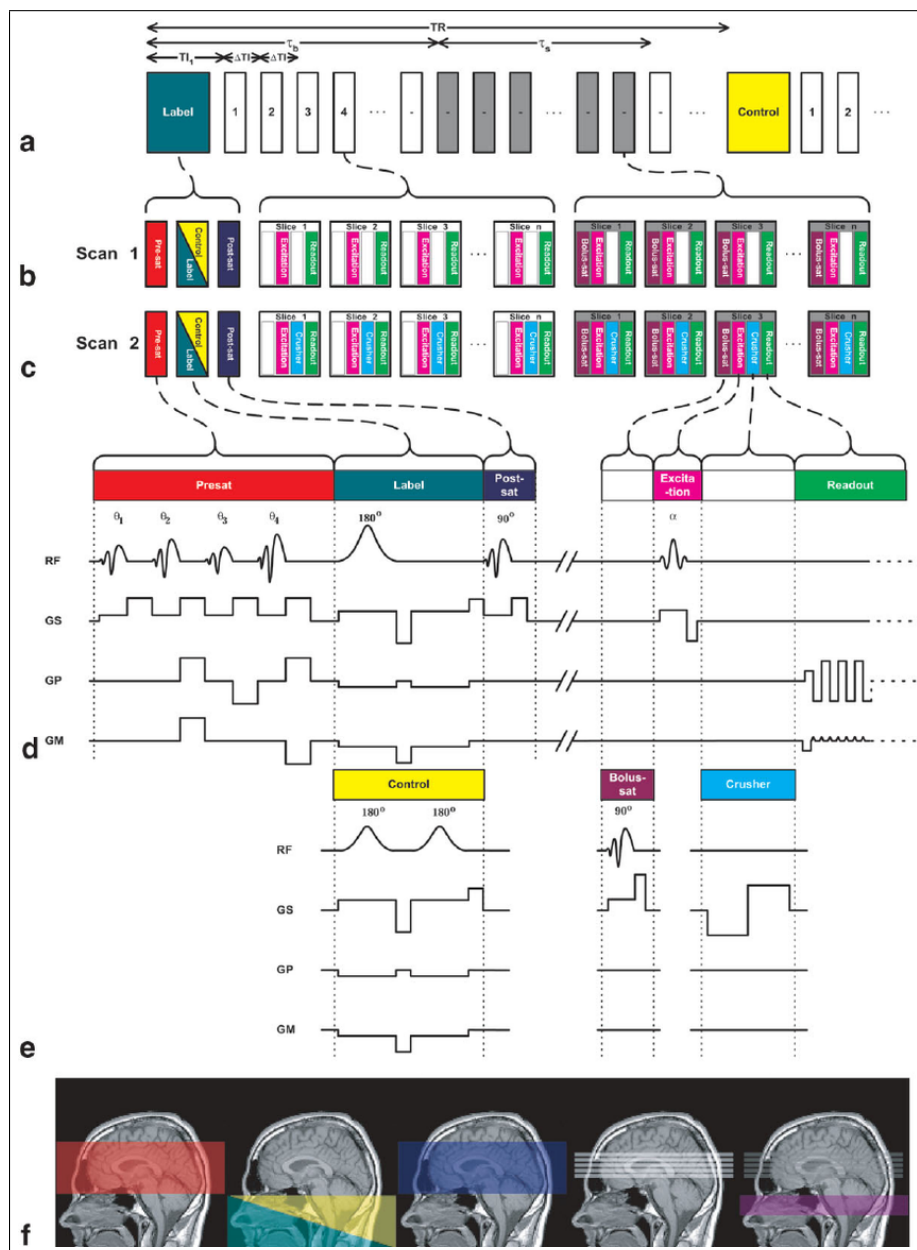 TR
τb τs
TI1 ΔTI ΔTI
Label 1 2 3 4 ... - - - - ... - - - ... Control 1 2 ...
a
Scan 1
Pre-sat Control Label Post-sat
Slice 1 Slice 2 Slice 3 ... Slice n
Excitation Readout Excitation Readout Excitation Readout Excitation Readout
Slice 1 Slice 2 Slice 3 ... Slice n
Bolus-sat Excitation Readout Bolus-sat Excitation Readout Bolus-sat Excitation Readout Bolus-sat Excitation Readout
b
Scan 2
Pre-sat Control Label Post-sat
Slice 1 Slice 2 Slice 3 ... Slice n
Excitation Crusher Readout Excitation Crusher Readout Excitation Crusher Readout Excitation Crusher Readout
Slice 1 Slice 2 Slice 3 ... Slice n
Bolus-sat Excitation Crusher Readout Bolus-sat Excitation Crusher Readout Bolus-sat Excitation Crusher Readout Bolus-sat Excitation Crusher Readout
c
Presat Label Post-sat Excita-tion Readout
θ1 θ2 θ3 θ4 180° 90° α
RF
GS
GP
GM
d
Control Bolus-sat Crusher
180° 180° 90°
RF
GS
GP
GM
e
f